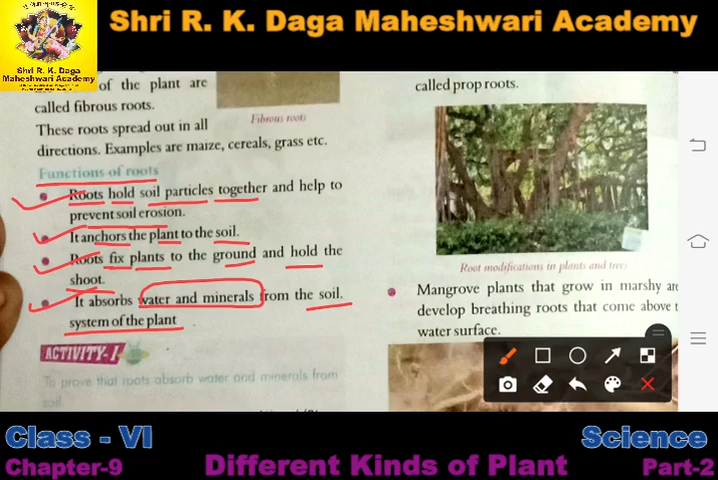 Shri R. K. Daga Maheshwari Academy
Shri R. K. Daga
Maheshwari Academy
of the plant are
called fibrous roots.
These roots spread out in all
directions. Examples are maize, cereals, grass etc.
Fibrous roots
Functions of roots
Roots hold soil particles together and help to
prevent soil erosion.
It anchors the plant to the soil.
Roots fix plants to the ground and hold the
shoot.
It absorbs water and minerals from the soil.
system of the plant
ACTIVITY-1
To prove that roots absorb water and minerals from
soil.
called prop roots.
Root modifications in plants and trees
Mangrove plants that grow in marshy are
develop breathing roots that come above t
water surface.
Class - VI
Science
Chapter-9
Different Kinds of Plant
Part-2